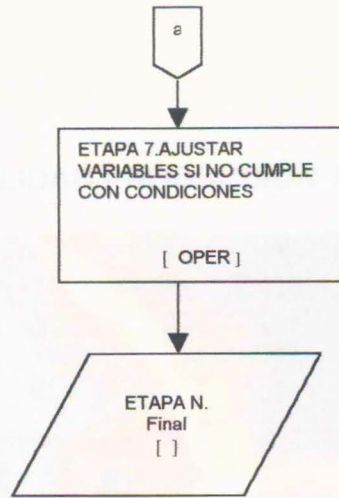 a
ETAPA 7.AJUSTAR
VARIABLES SI NO CUMPLE
CON CONDICIONES
[ OPER ]
ETAPA N.
Final
[ ]